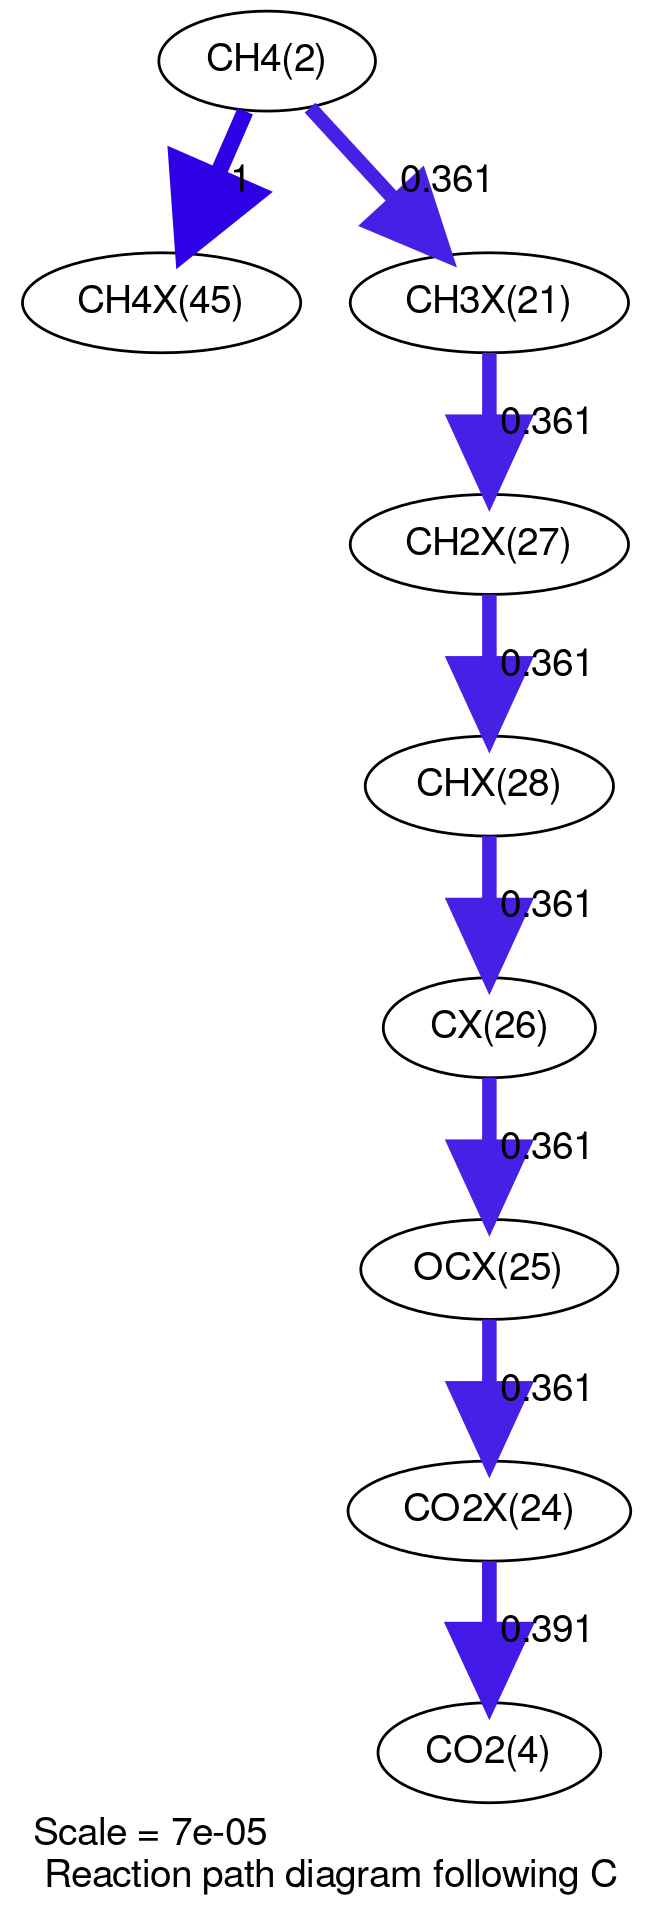 CH4(2)
1
0.361
CH4X(45)
CH3X(21)
0.361
CH2X(27)
0.361
CHX(28)
0.361
CX(26)
0.361
OCX(25)
0.361
CO2X(24)
0.391
CO2(4)
Scale = 7e-05
Reaction path diagram following C